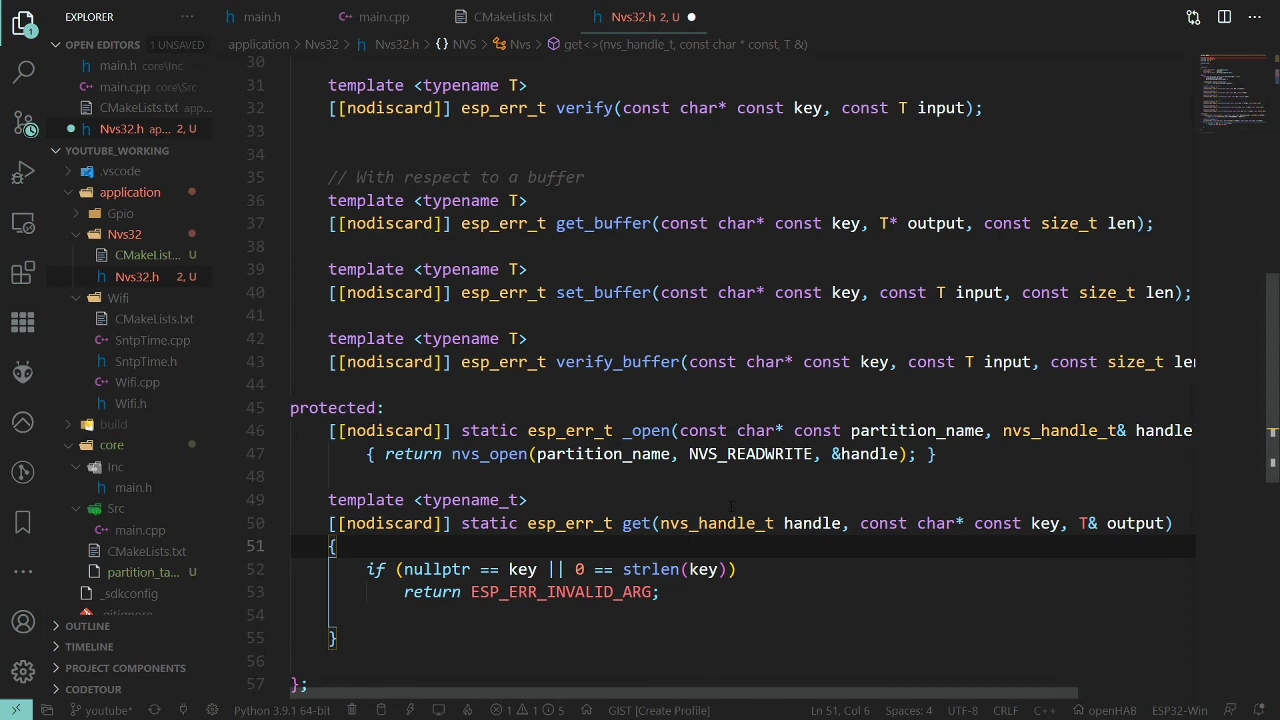 EXPLORER
···
main.h
main.cpp
CMakeLists.txt
Nvs32.h 2, U
OPEN EDITORS 1 UNSAVED
main.h core\Inc
main.cpp core\Src
CMakeLists.txt app...
Nvs32.h ap... 2, U
YOUTUBE_WORKING
.vscode
application
Gpio
Nvs32
CMakeList... U
Nvs32.h 2, U
Wifi
CMakeLists.txt
SntpTime.cpp
SntpTime.h
Wifi.cpp
Wifi.h
build
core
Inc
main.h
Src
main.cpp
CMakeLists.txt
partition_ta... U
_sdkconfig
.gitignore
OUTLINE
TIMELINE
PROJECT COMPONENTS
CODETOUR
application > Nvs32 > Nvs32.h > {} NVS > Nvs > get<>(nvs_handle_t, const char * const, T &)
30
31 template <typename T>
32 [[nodiscard]] esp_err_t verify(const char* const key, const T input);
33
34
35 // With respect to a buffer
36 template <typename T>
37 [[nodiscard]] esp_err_t get_buffer(const char* const key, T* output, const size_t len);
38
39 template <typename T>
40 [[nodiscard]] esp_err_t set_buffer(const char* const key, const T input, const size_t len);
41
42 template <typename T>
43 [[nodiscard]] esp_err_t verify_buffer(const char* const key, const T input, const size_t len
44
45 protected:
46 [[nodiscard]] static esp_err_t _open(const char* const partition_name, nvs_handle_t& handle
47 { return nvs_open(partition_name, NVS_READWRITE, &handle); }
48
49 template <typename_t>
50 [[nodiscard]] static esp_err_t get(nvs_handle_t handle, const char* const key, T& output)
51 {
52 if (nullptr == key || 0 == strlen(key))
53 return ESP_ERR_INVALID_ARG;
54
55 }
56
57 };
youtube* Python 3.9.1 64-bit 2 1 5 GIST [Create Profile] Ln 51, Col 6 Spaces: 4 UTF-8 CRLF C++ openHAB ESP32-Win